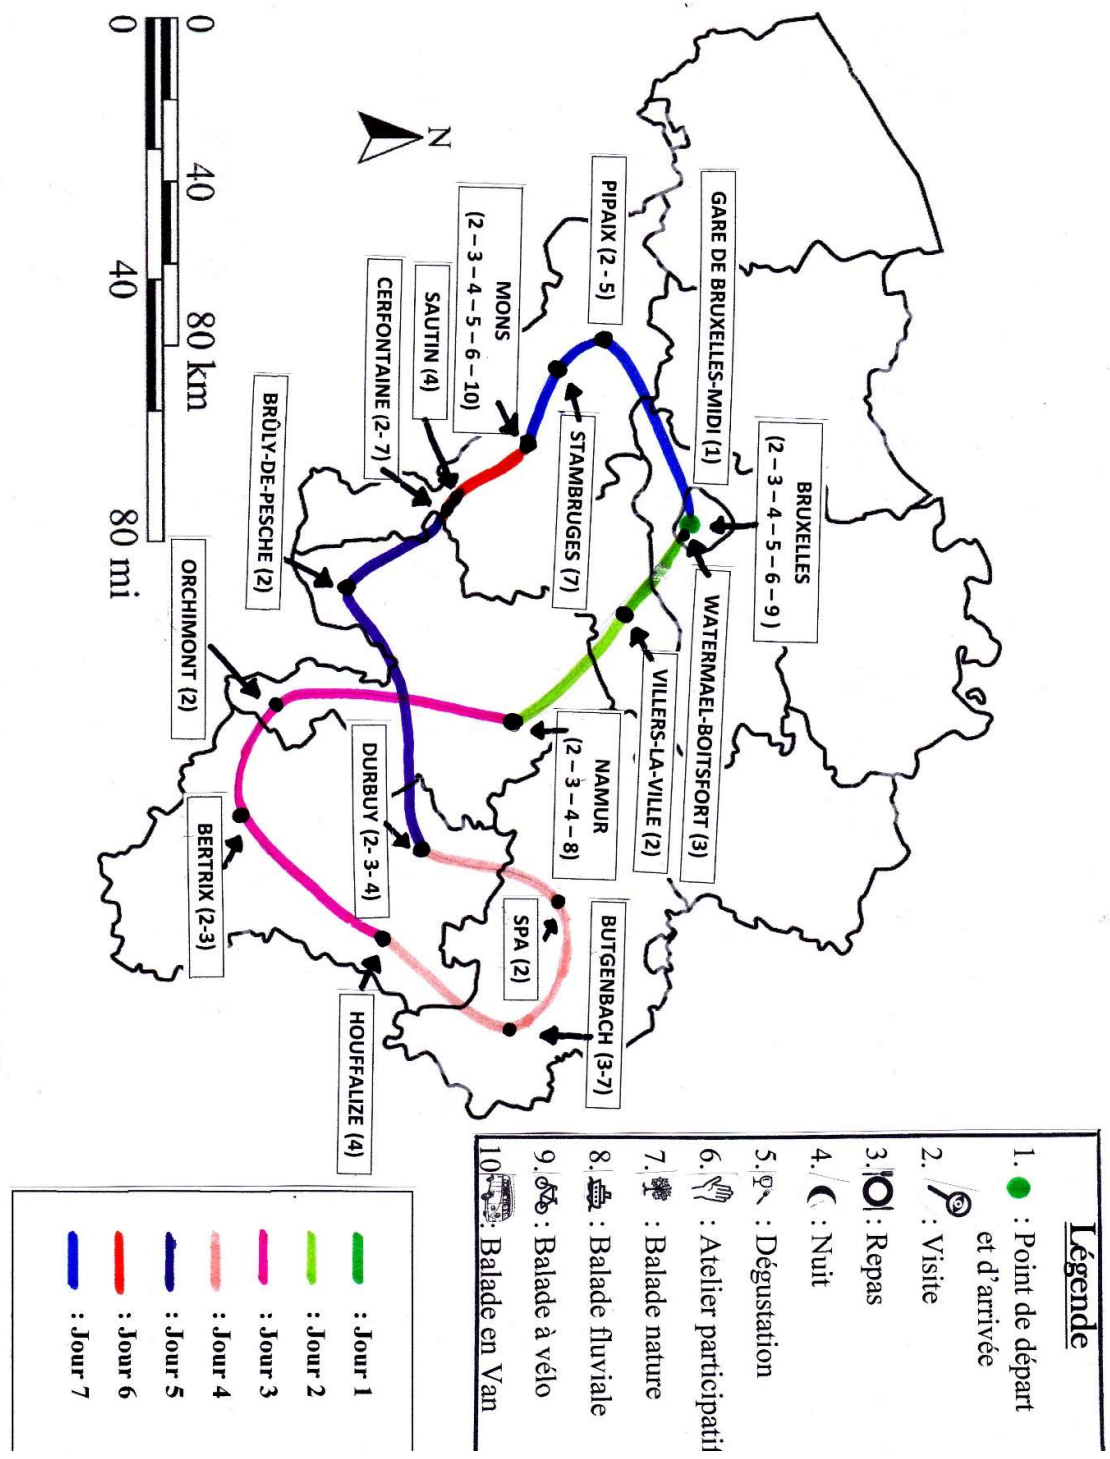 GARE DE BRUXELLES-MIDI (1)
BRUXELLES
(2 – 3 – 4 – 5 – 6 – 9 )
WATERMAEL-BOITSFORT (3)
PIPAIX (2 - 5)
STAMBRUGES (7)
VILLERS-LA-VILLE (2)
MONS
(2 – 3 – 4 – 5 – 6 – 10)
NAMUR
(2 – 3 – 4 – 8)
BUTGENBACH (3-7)
SPA (2)
SAUTIN (4)
CERFONTAINE (2- 7)
DURBUY (2- 3- 4)
HOUFFALIZE (4)
BRÛLY-DE-PESCHE (2)
ORCHIMONT (2)
BERTRIX (2-3)
N
0 40 80 km
0 40 80 mi
Légende
1. : Point de départ
et d'arrivée
2. : Visite
3. : Repas
4. : Nuit
5. : Dégustation
6. : Atelier participatif
7. : Balade nature
8. : Balade fluviale
9. : Balade à vélo
10 : Balade en Van
: Jour 1
: Jour 2
: Jour 3
: Jour 4
: Jour 5
: Jour 6
: Jour 7